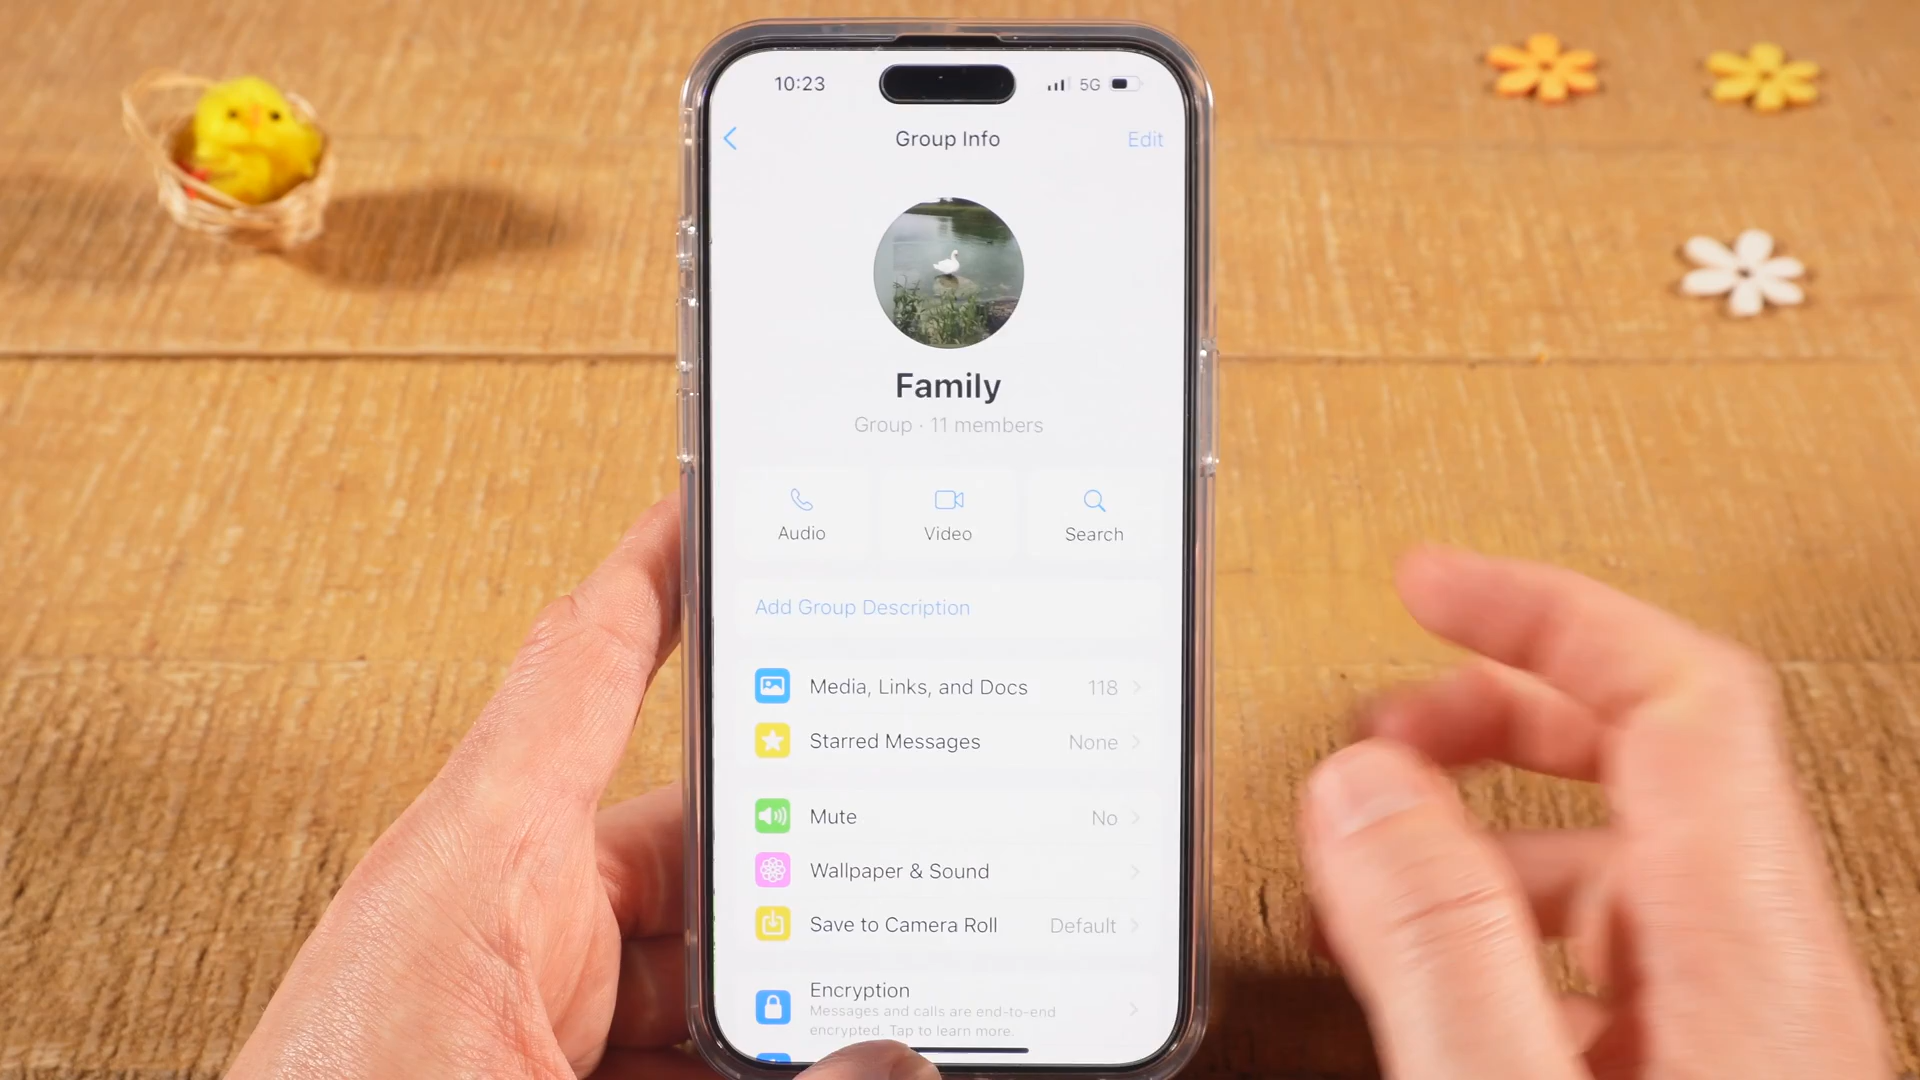 10:23
5G
Group Info
Edit
Family
Group · 11 members
Audio
Video
Search
Add Group Description
Media, Links, and Docs 118
Starred Messages None
Mute No
Wallpaper & Sound
Save to Camera Roll Default
Encryption
Messages and calls are end-to-end
encrypted. Tap to learn more.